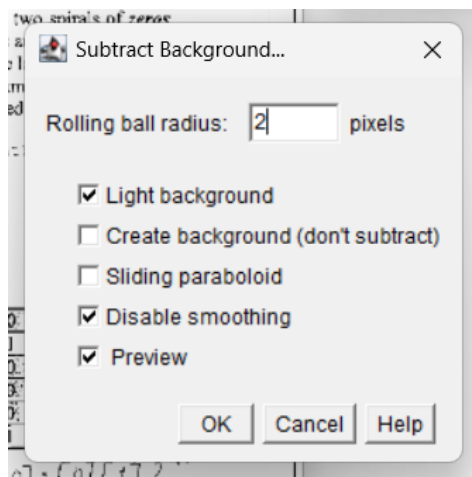 two spirals of zeros
Subtract Background...
Rolling ball radius: 2 pixels
Light background
Create background (don't subtract)
Sliding paraboloid
Disable smoothing
Preview
OK Cancel Help